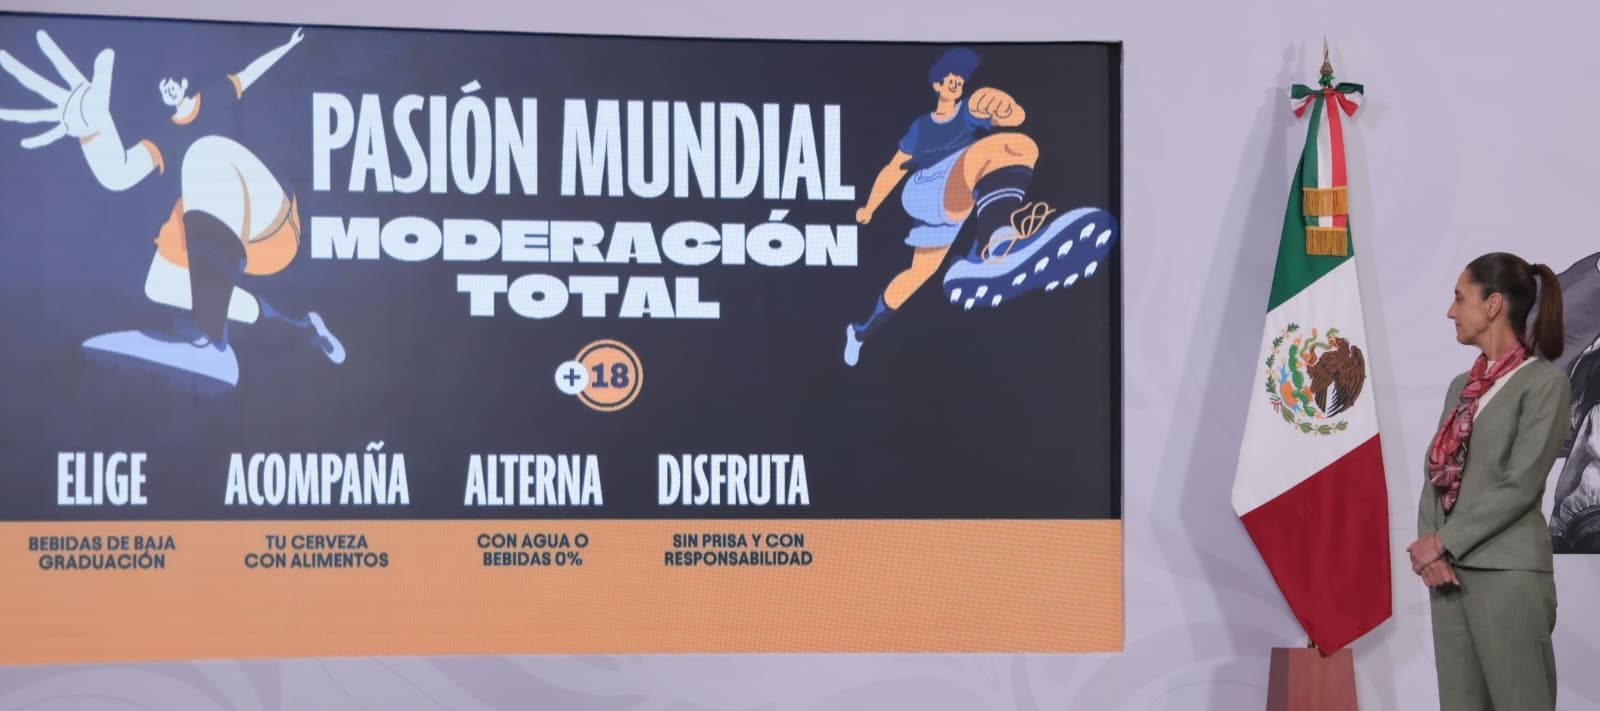 PASIÓN MUNDIAL
MODERACIÓN
TOTAL
+18
ELIGE
BEBIDAS DE BAJA
GRADUACIÓN
ACOMPAÑA
TU CERVEZA
CON ALIMENTOS
ALTERNA
CON AGUA O
BEBIDAS 0%
DISFRUTA
SIN PRISA Y CON
RESPONSABILIDAD